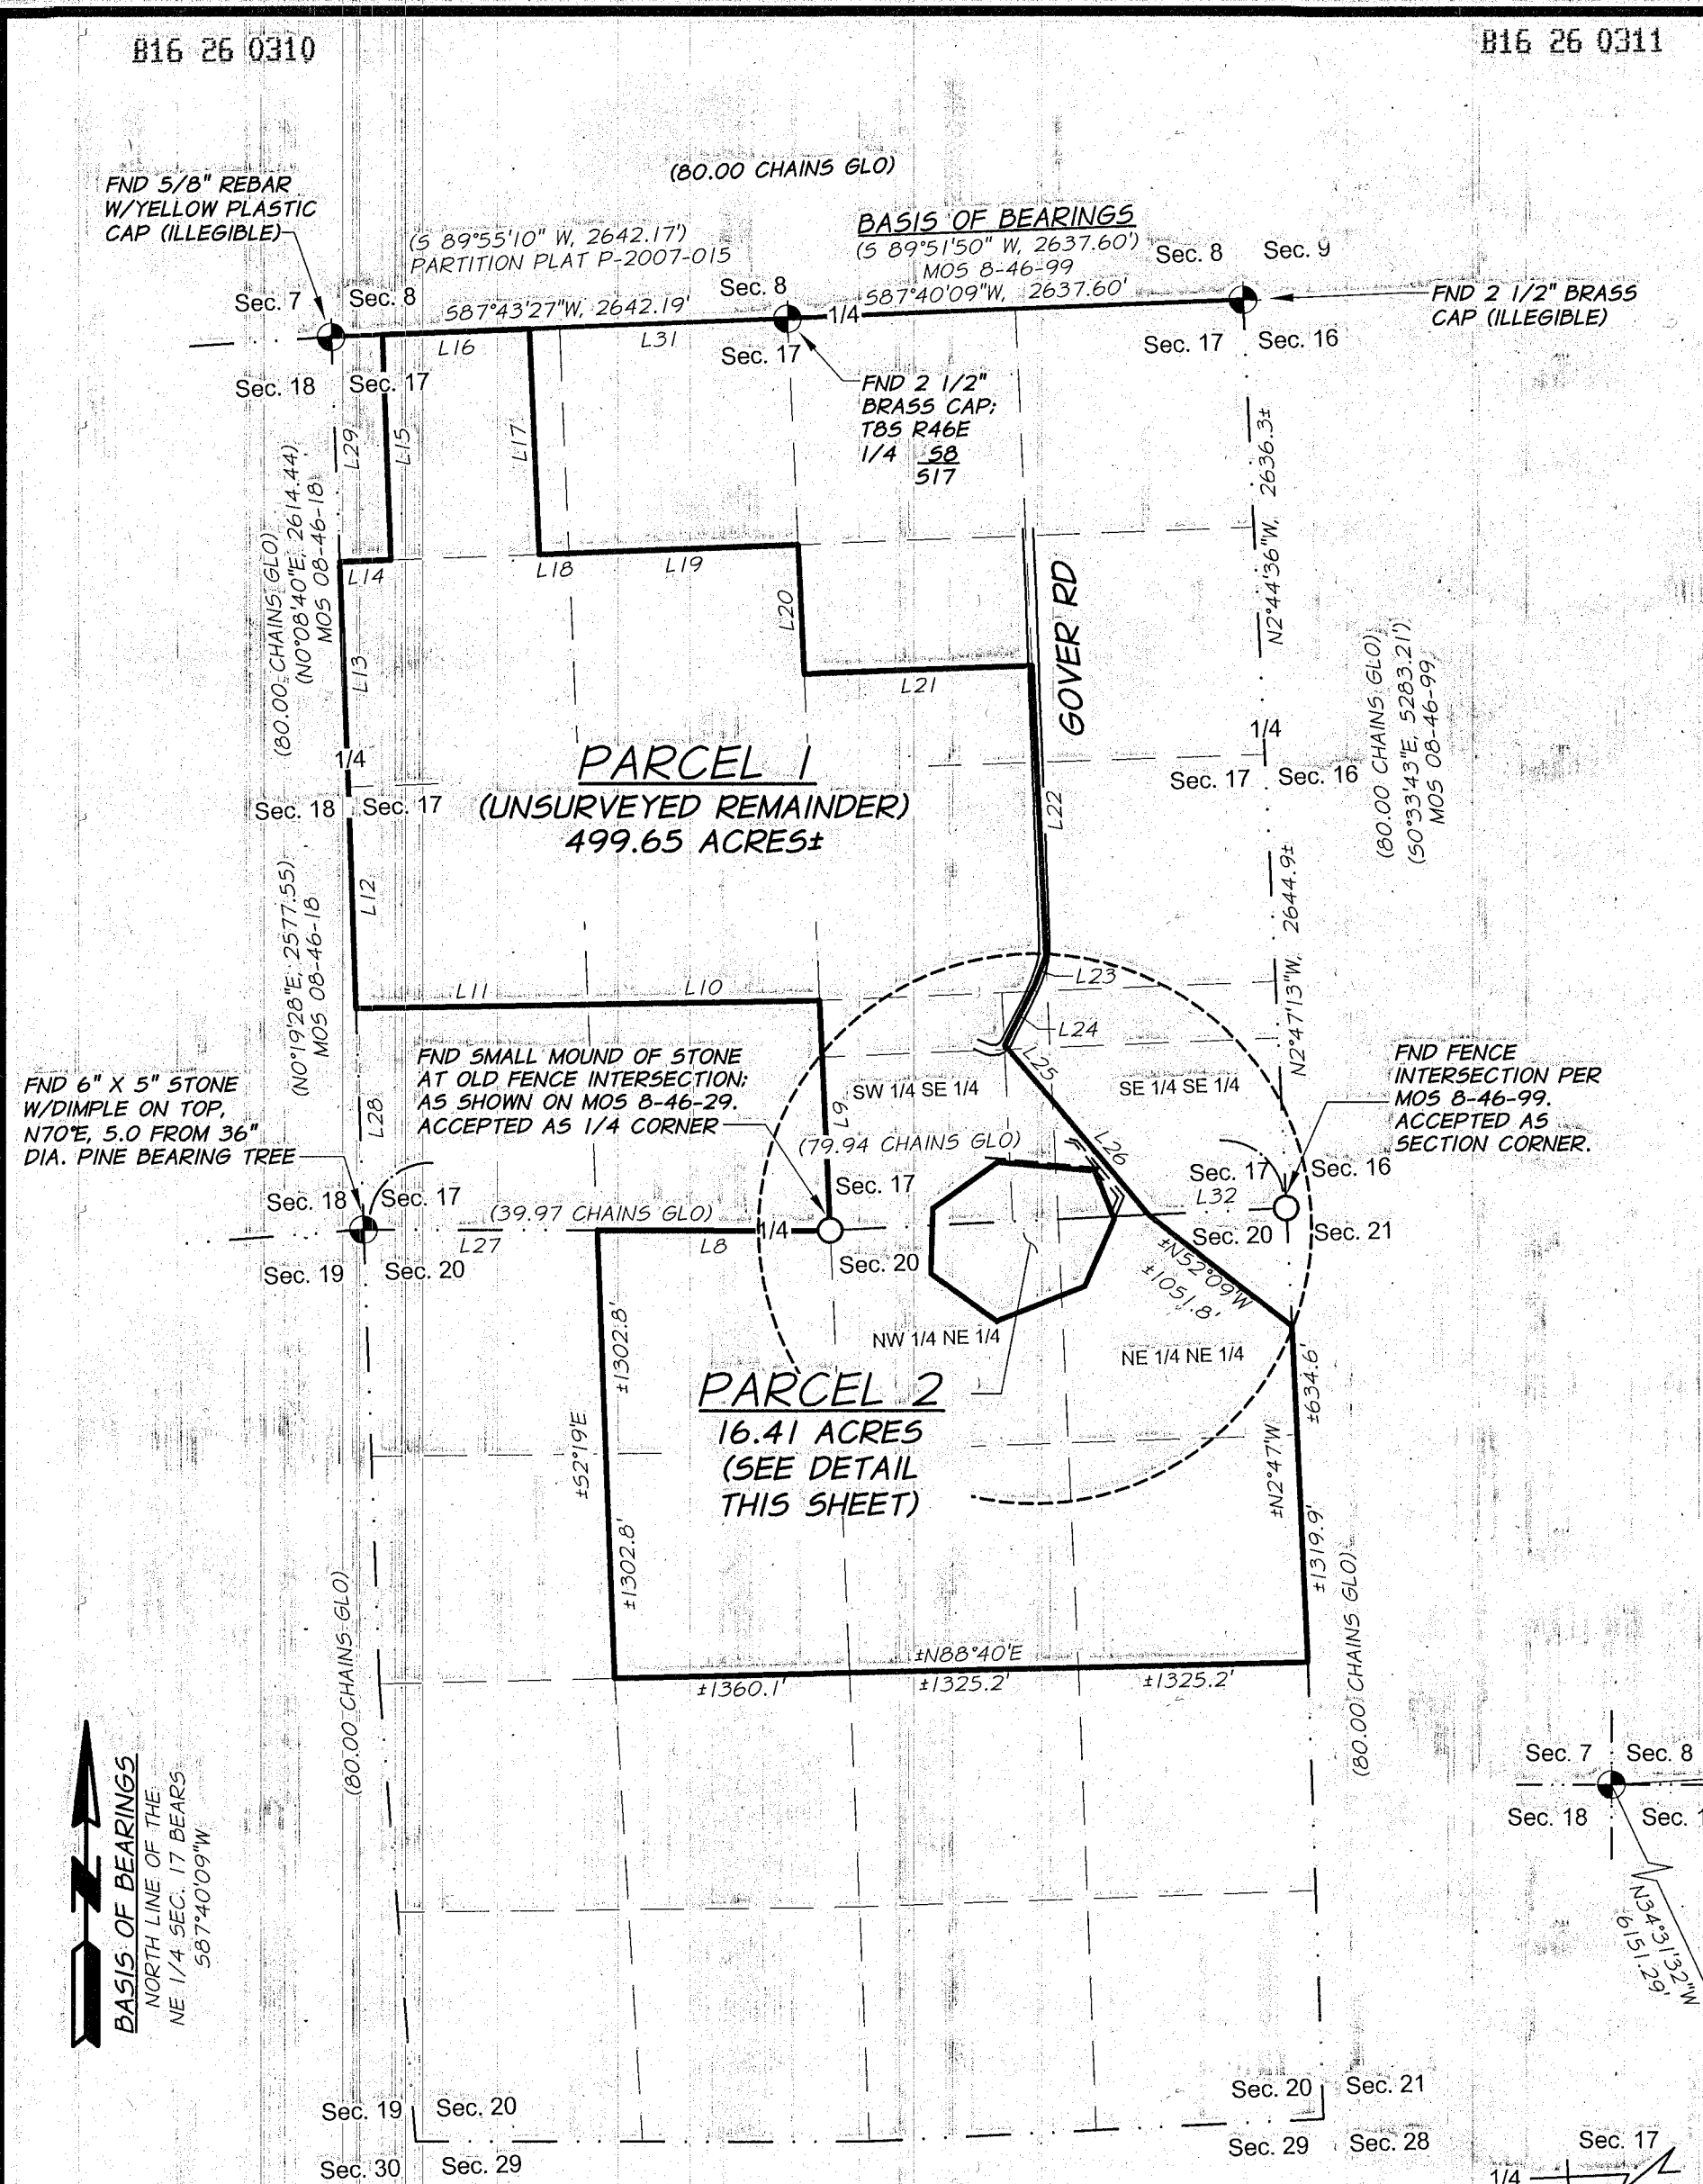 B16 26 0310
B16 26 0311
(80.00 CHAINS GLO)
FND 5/8" REBAR
W/YELLOW PLASTIC
CAP (ILLEGIBLE)
(S 89°55'10" W, 2642.17')
PARTITION PLAT P-2007-015
BASIS OF BEARINGS
(S 89°51'50" W, 2637.60')
MOS 8-46-99
Sec. 8
Sec. 9
Sec. 7
Sec. 8
S87°43'27"W, 2642.19'
Sec. 8
S87°40'09"W, 2637.60'
FND 2 1/2" BRASS
CAP (ILLEGIBLE)
L16
L31
1/4
Sec. 17
Sec. 17
Sec. 16
Sec. 18
Sec. 17
FND 2 1/2"
BRASS CAP;
T8S R46E
1/4 S8
S17
L29
L15
L17
(80.00 CHAINS GLO)
(N0°08'40"E, 2614.44)
MOS 08-46-18
N2°44'36"W, 2636.3±
L14
L18
L19
L20
GOVER RD
L13
L21
(80.00 CHAINS GLO)
(S0°33'43"E, 5283.21')
MOS 08-46-99
1/4
1/4
Sec. 17
Sec. 16
PARCEL 1
(UNSURVEYED REMAINDER)
499.65 ACRES±
Sec. 18
Sec. 17
L22
L12
(N0°19'28"E, 2577.55)
MOS 08-46-18
N2°47'13"W, 2644.9±
L11
L10
L23
L24
L25
FND SMALL MOUND OF STONE
AT OLD FENCE INTERSECTION;
AS SHOWN ON MOS 8-46-29.
ACCEPTED AS 1/4 CORNER
FND 6" X 5" STONE
W/DIMPLE ON TOP,
N70°E, 5.0 FROM 36"
DIA. PINE BEARING TREE
L28
L9
SW 1/4 SE 1/4
SE 1/4 SE 1/4
FND FENCE
INTERSECTION PER
MOS 8-46-99.
ACCEPTED AS
SECTION CORNER.
(79.94 CHAINS GLO)
L26
Sec. 17
Sec. 16
L32
Sec. 18
Sec. 17
(39.97 CHAINS GLO)
Sec. 17
L27
L8
1/4
Sec. 20
Sec. 21
Sec. 19
Sec. 20
Sec. 20
±N52°09'W
±1051.8'
NW 1/4 NE 1/4
NE 1/4 NE 1/4
±1302.8'
±634.6'
PARCEL 2
16.41 ACRES
(SEE DETAIL
THIS SHEET)
±S2°19'E
±N2°47'W
±1302.8'
±1319.9'
(80.00 CHAINS GLO)
(80.00 CHAINS GLO)
±N88°40'E
±1360.1'
±1325.2'
±1325.2'
N
BASIS OF BEARINGS
NORTH LINE OF THE
NE 1/4 SEC. 17 BEARS
S87°40'09"W
Sec. 7
Sec. 8
Sec. 18
Sec. 1
N34°31'32"W
6151.29'
Sec. 19
Sec. 20
Sec. 20
Sec. 21
Sec. 30
Sec. 29
Sec. 29
Sec. 28
Sec. 17
1/4